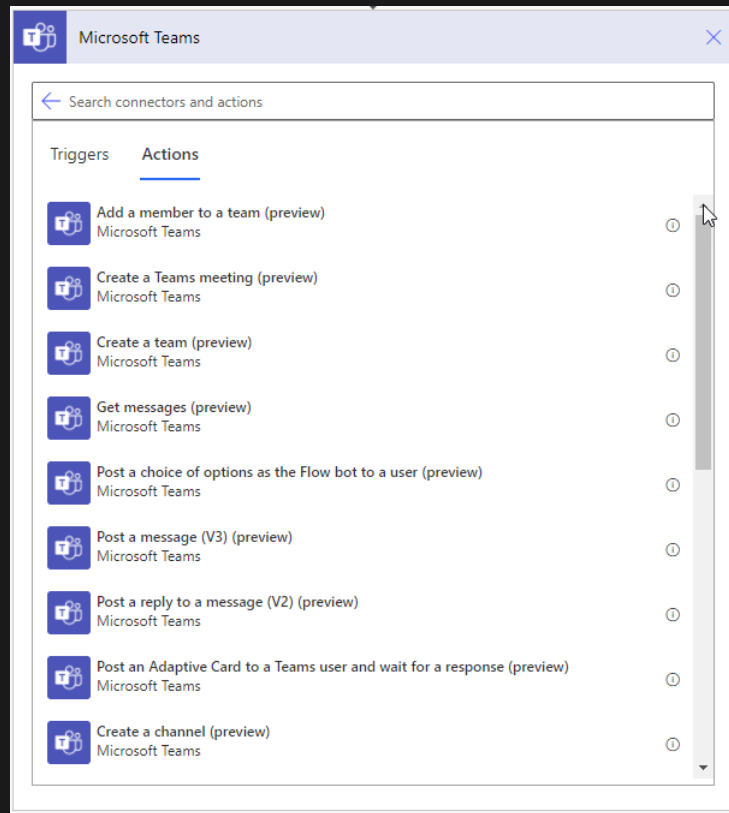 Microsoft Teams
Search connectors and actions
Triggers Actions
Add a member to a team (preview)
Microsoft Teams
Create a Teams meeting (preview)
Microsoft Teams
Create a team (preview)
Microsoft Teams
Get messages (preview)
Microsoft Teams
Post a choice of options as the Flow bot to a user (preview)
Microsoft Teams
Post a message (V3) (preview)
Microsoft Teams
Post a reply to a message (V2) (preview)
Microsoft Teams
Post an Adaptive Card to a Teams user and wait for a response (preview)
Microsoft Teams
Create a channel (preview)
Microsoft Teams